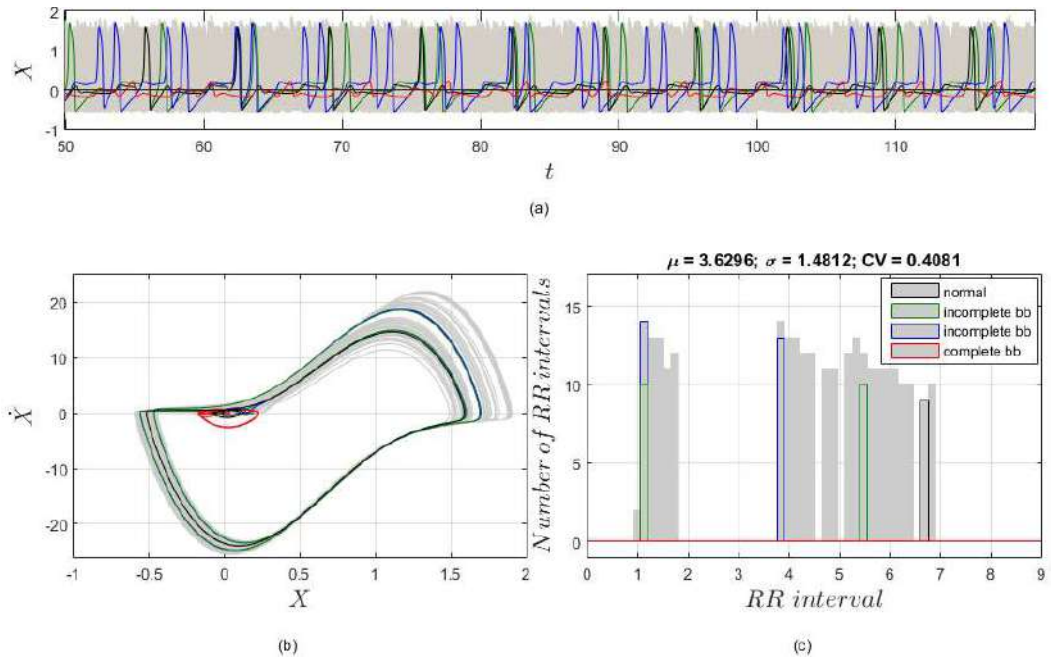 2
1
0
-1
X
50 60 70 80 90 100 110
t
(a)
20
10
0
-10
-20
Ẋ
-1 -0.5 0 0.5 1 1.5 2
X
(b)
μ = 3.6296; σ = 1.4812; CV = 0.4081
Number of RR intervals
15
10
5
0
normal
incomplete bb
incomplete bb
complete bb
0 1 2 3 4 5 6 7 8 9
RR interval
(c)